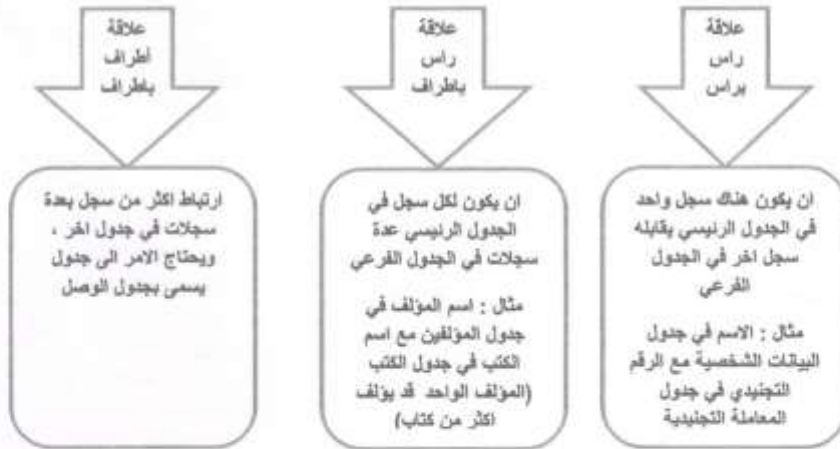 علاقة
راس
براس
ان يكون هناك سجل واحد
في الجدول الرئيسي يقابله
سجل اخر في الجدول
الفرعي
مثال : الاسم في جدول
البيانات الشخصية مع الرقم
التجنيدي في جدول
المعاملة التجنيدية
علاقة
راس
باطراف
ان يكون لكل سجل في
الجدول الرئيسي عدة
سجلات في الجدول الفرعي
مثال : اسم المؤلف في
جدول المؤلفين مع اسم
الكتب في جدول الكتب
(المؤلف الواحد قد يؤلف
اكثر من كتاب)
علاقة
أطراف
باطراف
ارتباط اكثر من سجل بعدة
سجلات في جدول اخر ،
ويحتاج الامر الى جدول
يسمى بجدول الوصل